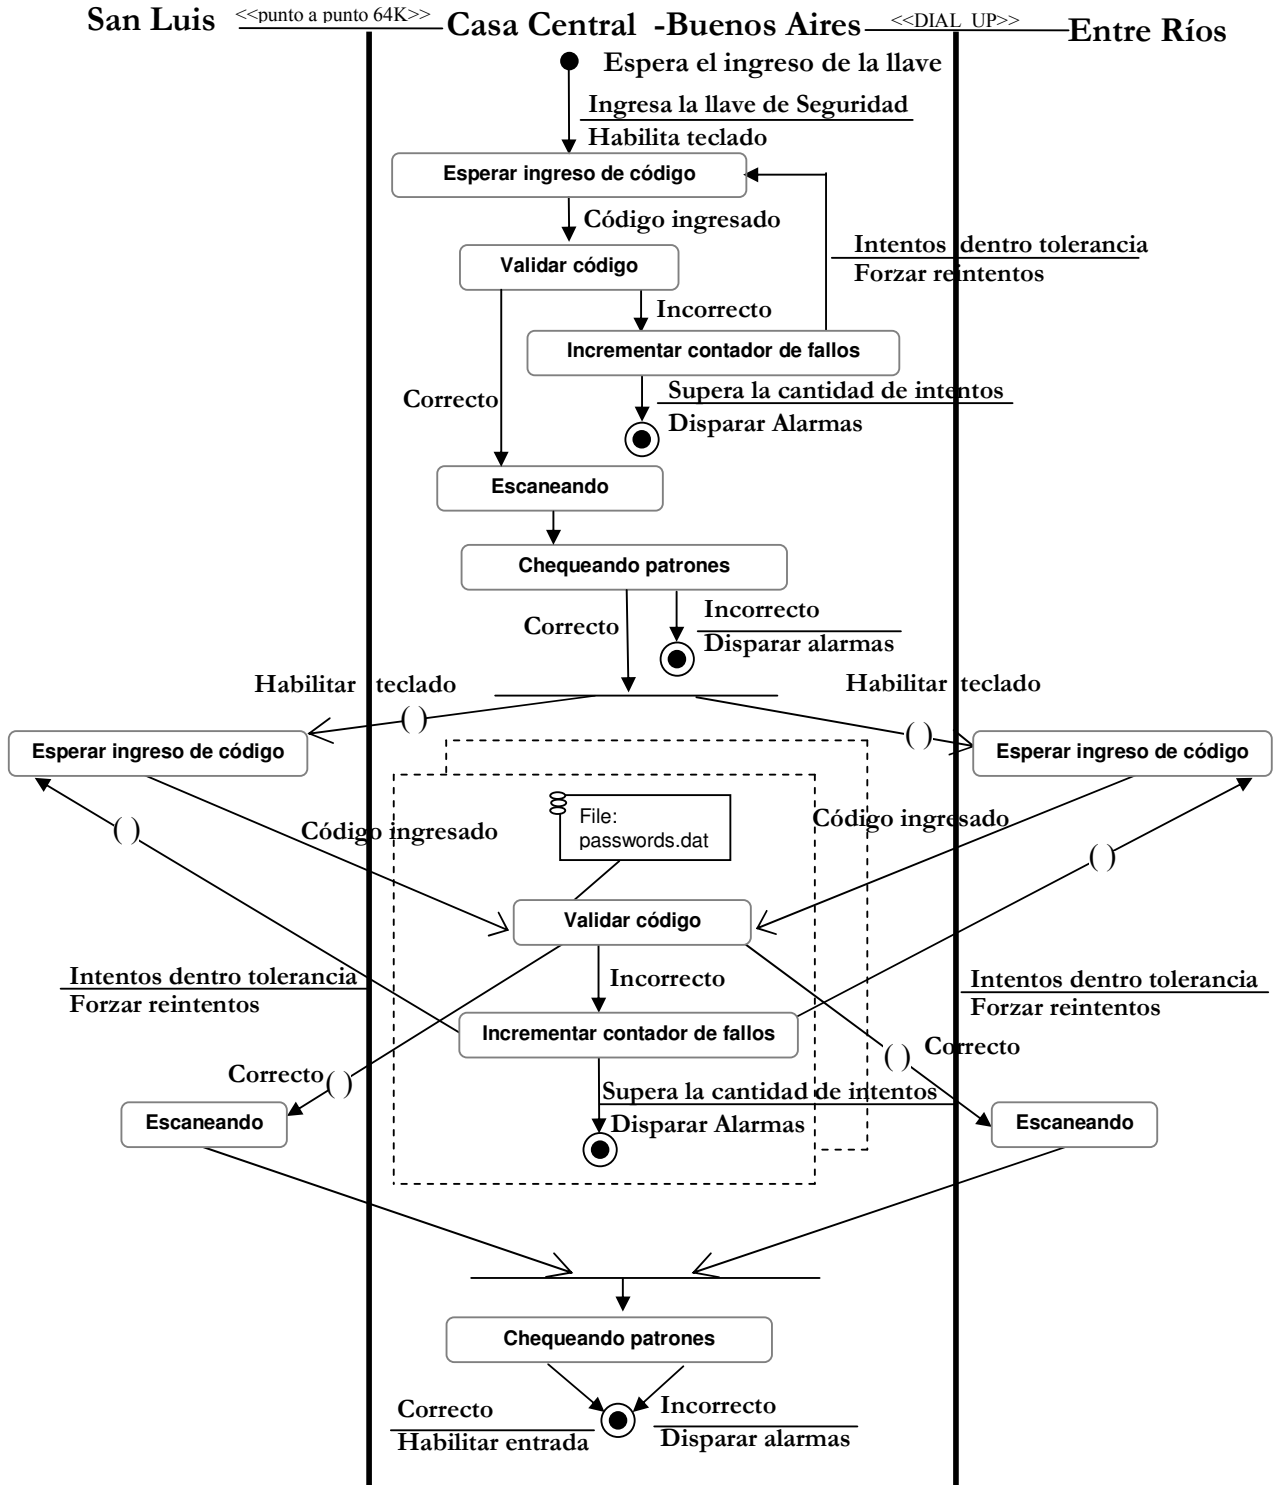 San Luis <<punto a punto 64K>> Casa Central -Buenos Aires <<DIAL UP>> Entre Ríos
Espera el ingreso de la llave
Ingresa la llave de Seguridad
Habilita teclado
Esperar ingreso de código
Código ingresado
Intentos dentro tolerancia
Forzar reintentos
Validar código
Incorrecto
Incrementar contador de fallos
Correcto
Supera la cantidad de intentos
Disparar Alarmas
Escaneando
Chequeando patrones
Correcto
Incorrecto
Disparar alarmas
Habilitar teclado
Habilitar teclado
( )
( )
Esperar ingreso de código
Esperar ingreso de código
File:
passwords.dat
( )
Código ingresado
Código ingresado
( )
Validar código
Intentos dentro tolerancia
Forzar reintentos
Incorrecto
Intentos dentro tolerancia
Forzar reintentos
Incrementar contador de fallos
Correcto
( )
( )
Correcto
Supera la cantidad de intentos
Disparar Alarmas
Escaneando
Escaneando
Chequeando patrones
Correcto
Habilitar entrada
Incorrecto
Disparar alarmas